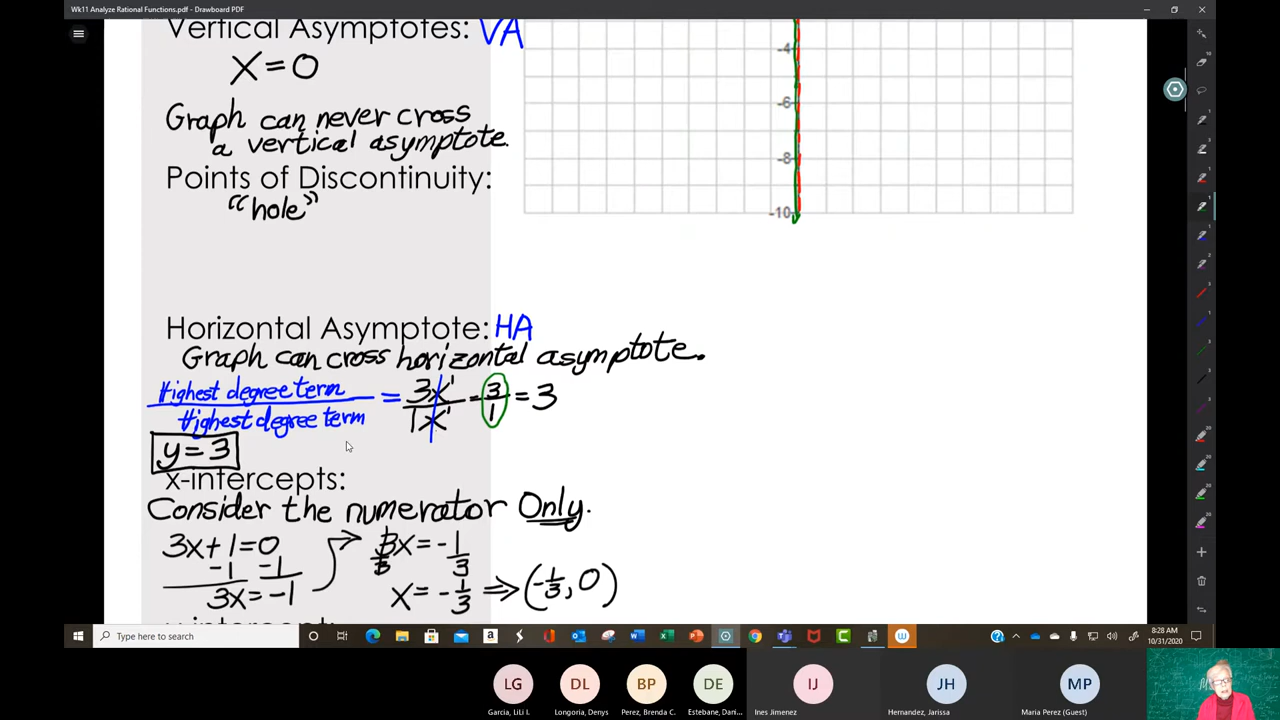 Wk11 Analyze Rational Functions.pdf - Drawboard PDF
Vertical Asymptotes: VA
X=0
Graph can never cross
a vertical asymptote.
Points of Discontinuity:
"hole"
-4
-6
-8
-10
Horizontal Asymptote: HA
Graph can cross horizontal asymptote.
Highest degree term / Highest degree term = 3x¹ / 1x¹ = 3/1 = 3
y=3
x-intercepts:
Consider the numerator Only.
3x+1=0
-1 -1
3x=-1
3x/3 = -1/3
x=-1/3 ⇒ (-1/3, 0)
Type here to search
8:28 AM
10/31/2020
LG
DL
BP
DE
IJ
JH
MP
Garcia, LiLi I.
Longoria, Denys
Perez, Brenda C.
Estebane, Dani...
Ines Jimenez
Hernandez, Jarissa
Maria Perez (Guest)